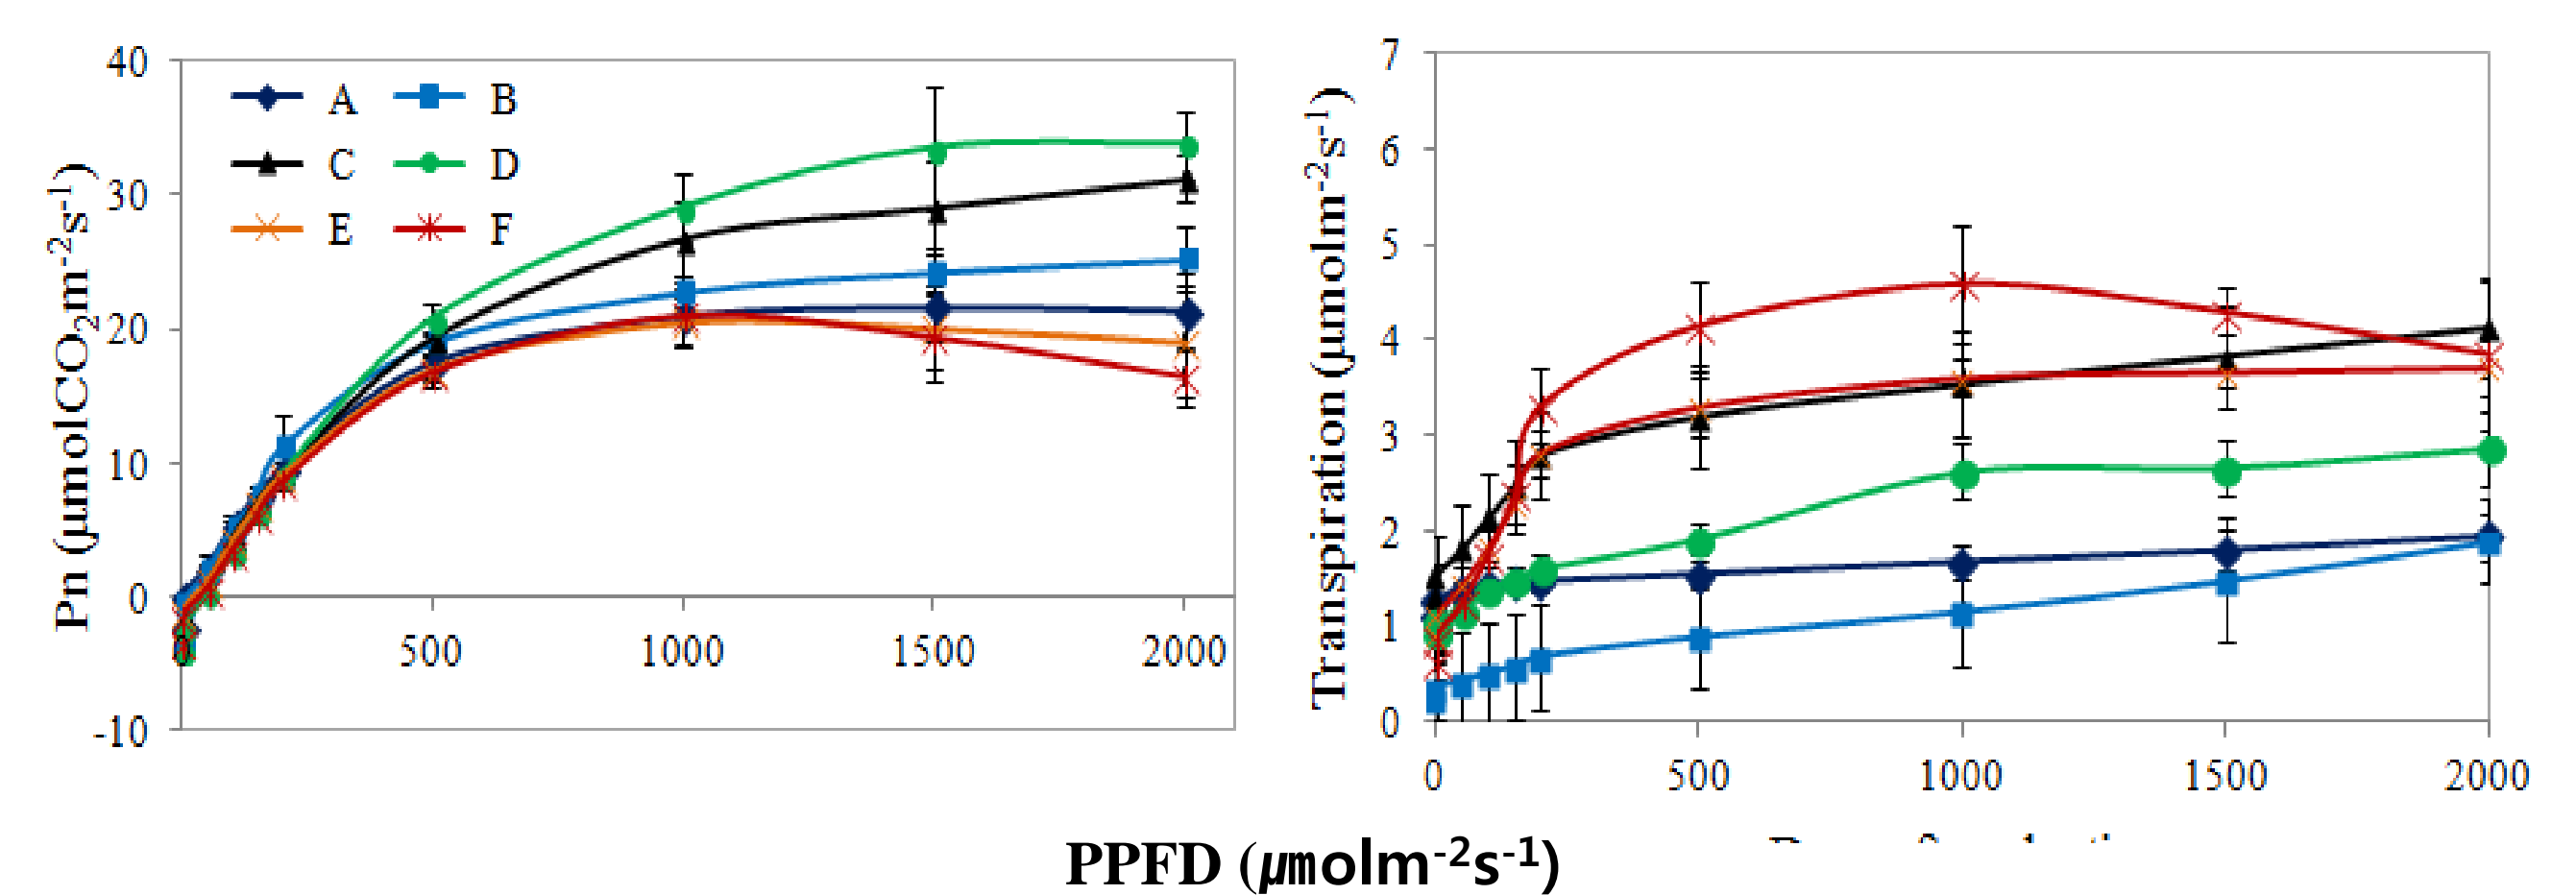 40
30
20
10
0
-10
Pn (μmolCO2m-2s-1)
A B
C D
E F
500 1000 1500 2000
7
6
5
4
3
2
1
0
Transpiration (μmolm-2s-1)
0 500 1000 1500 2000
PPFD (μmolm-2s-1)